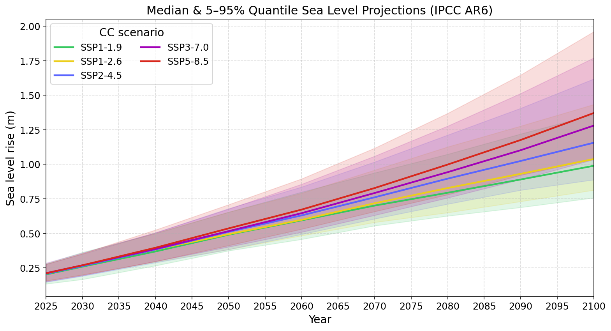 Median & 5–95% Quantile Sea Level Projections (IPCC AR6)
CC scenario
SSP1-1.9 SSP3-7.0
SSP1-2.6 SSP5-8.5
SSP2-4.5
Sea level rise (m)
2.00
1.75
1.50
1.25
1.00
0.75
0.50
0.25
2025 2030 2035 2040 2045 2050 2055 2060 2065 2070 2075 2080 2085 2090 2095 2100
Year